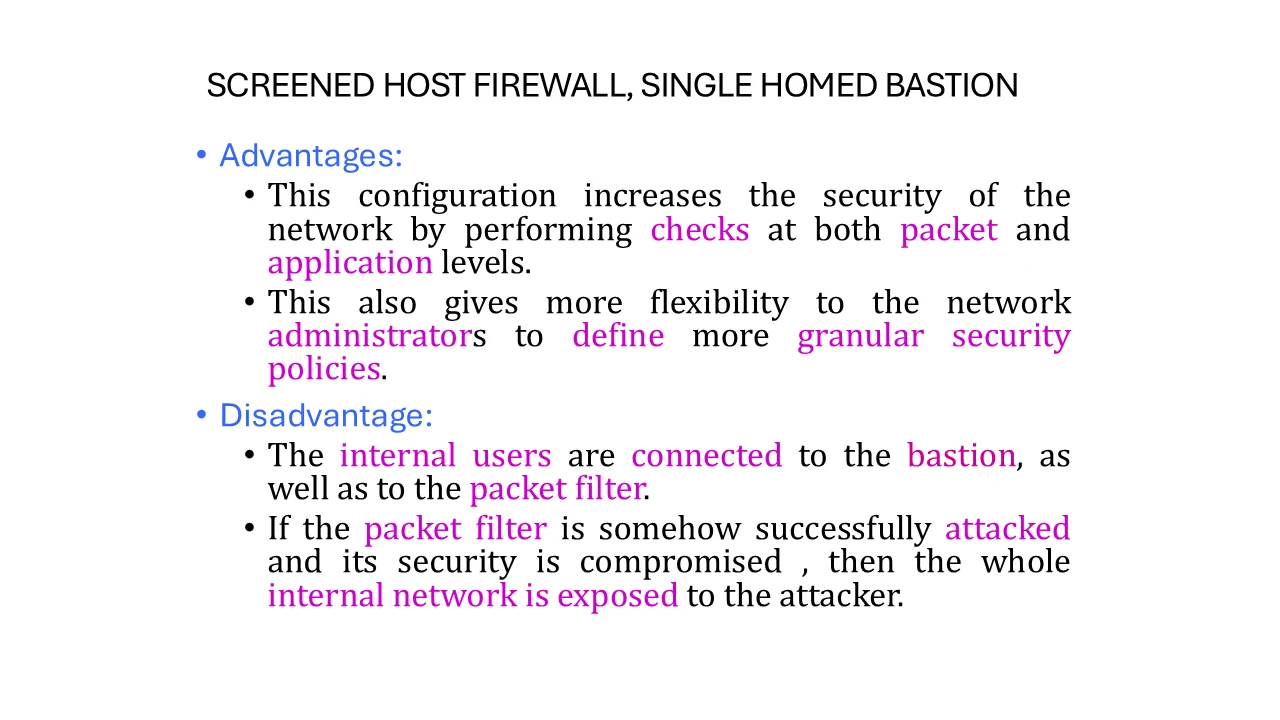 SCREENED HOST FIREWALL, SINGLE HOMED BASTION
• Advantages:
• This configuration increases the security of the
network by performing checks at both packet and
application levels.
• This also gives more flexibility to the network
administrators to define more granular security
policies.
• Disadvantage:
• The internal users are connected to the bastion, as
well as to the packet filter.
• If the packet filter is somehow successfully attacked
and its security is compromised , then the whole
internal network is exposed to the attacker.